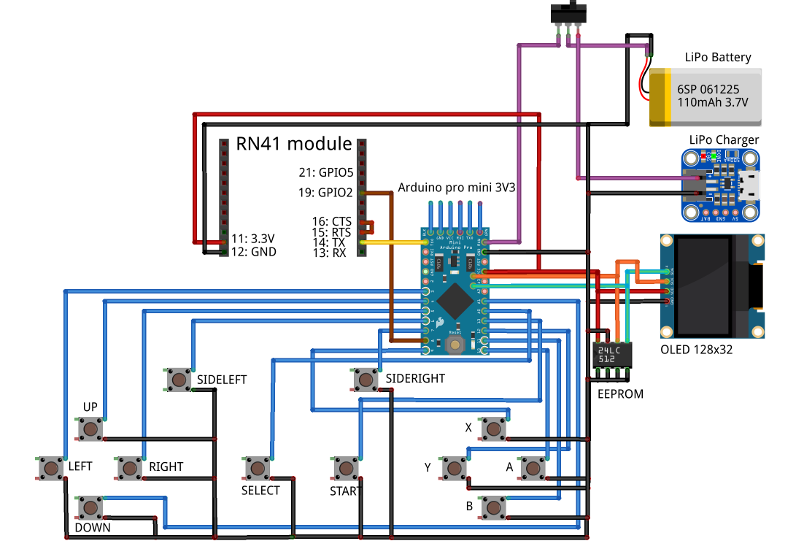 LiPo Battery
6SP 061225
110mAh 3.7V
LiPo Charger
RN41 module
21: GPIO5
19: GPIO2
16: CTS
15: RTS
14: TX
13: RX
11: 3.3V
12: GND
Arduino pro mini 3V3
OLED 128x32
24LC
512
EEPROM
SIDELEFT
SIDERIGHT
UP
LEFT
RIGHT
DOWN
SELECT
START
X
Y
A
B